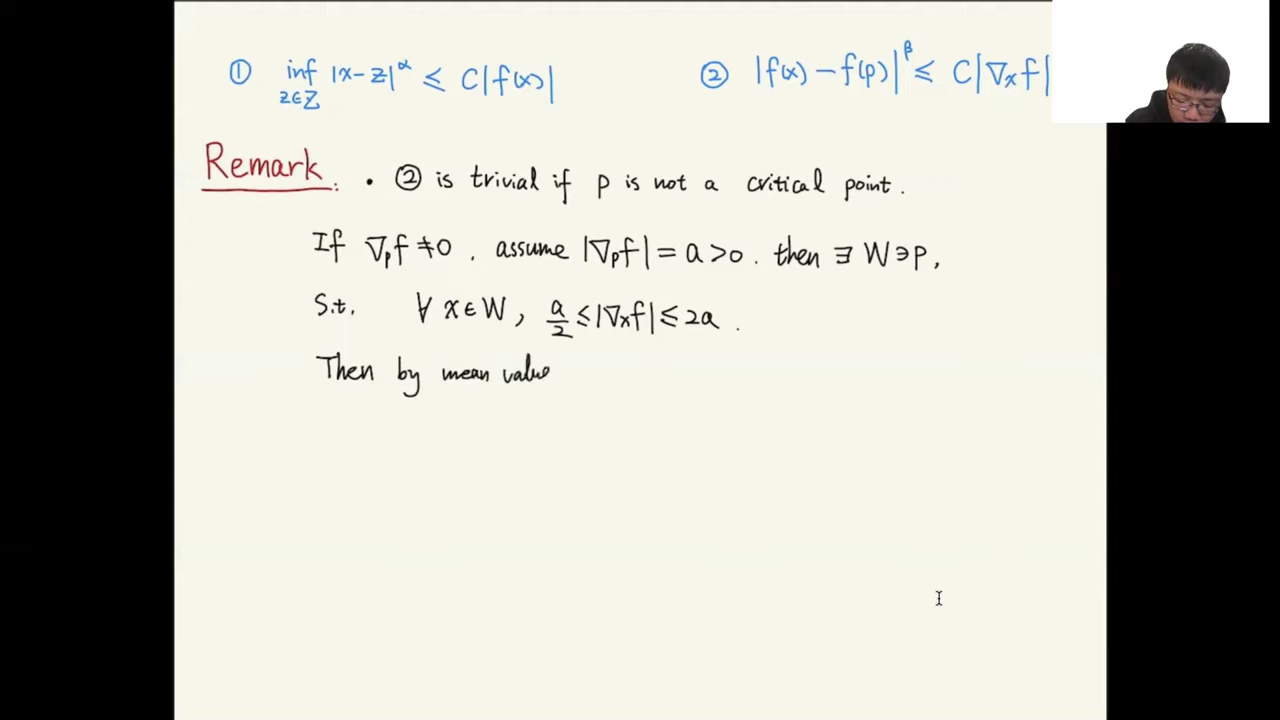 ① inf z∈Z |x-z|^α ≤ C|f(x)| ② |f(x) - f(p)|^β ≤ C|∇ₓf|
Remark: • ② is trivial if p is not a critical point.
If ∇ₚf ≠ 0, assume |∇ₚf| = a > 0. then ∃ W ∋ p,
S.t. ∀ x ∈ W, a/2 ≤ |∇ₓf| ≤ 2a.
Then by mean value